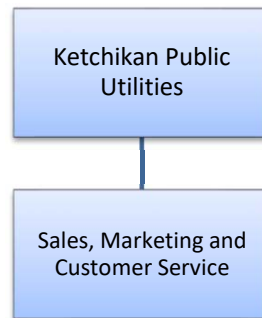 Ketchikan Public
Utilities
Sales, Marketing and
Customer Service